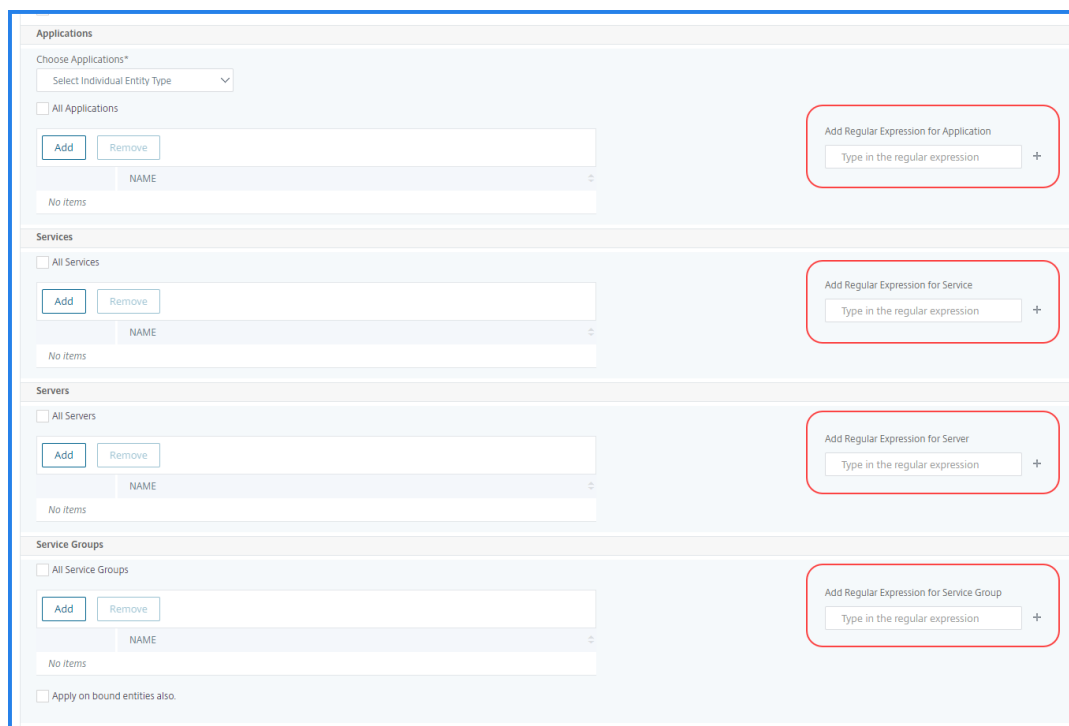 Applications
Choose Applications*
Select Individual Entity Type
All Applications
Add Regular Expression for Application
Add Remove
Type in the regular expression +
NAME
No items
Services
All Services
Add Regular Expression for Service
Add Remove
Type in the regular expression +
NAME
No items
Servers
All Servers
Add Regular Expression for Server
Add Remove
Type in the regular expression +
NAME
No items
Service Groups
All Service Groups
Add Regular Expression for Service Group
Add Remove
Type in the regular expression +
NAME
No items
Apply on bound entities also.